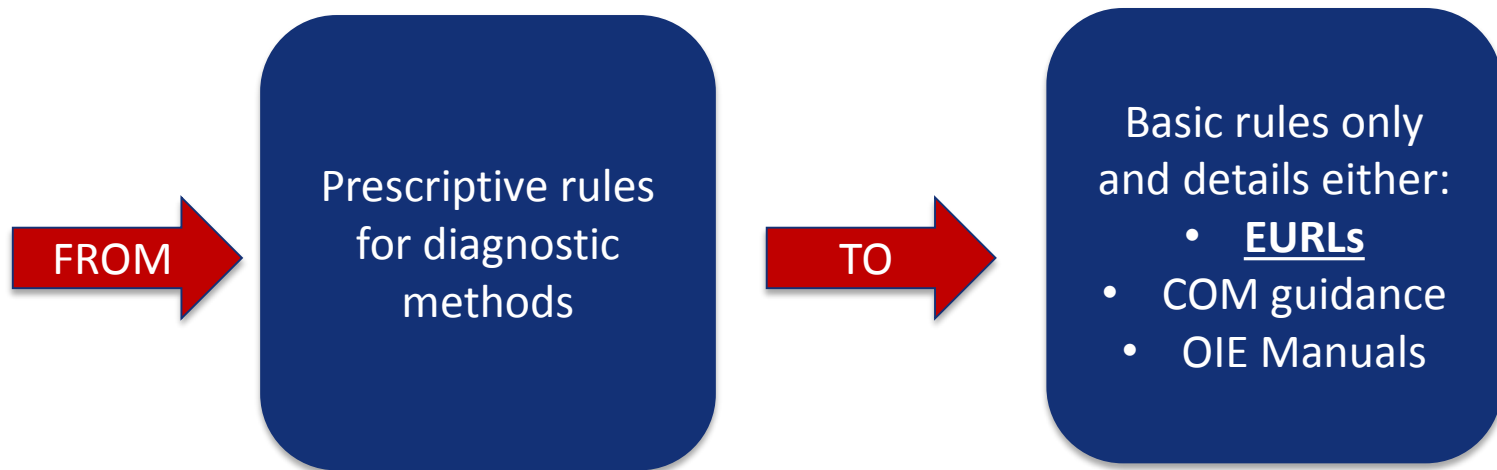 FROM
Prescriptive rules
for diagnostic
methods
TO
Basic rules only
and details either:
• EURLs
• COM guidance
• OIE Manuals